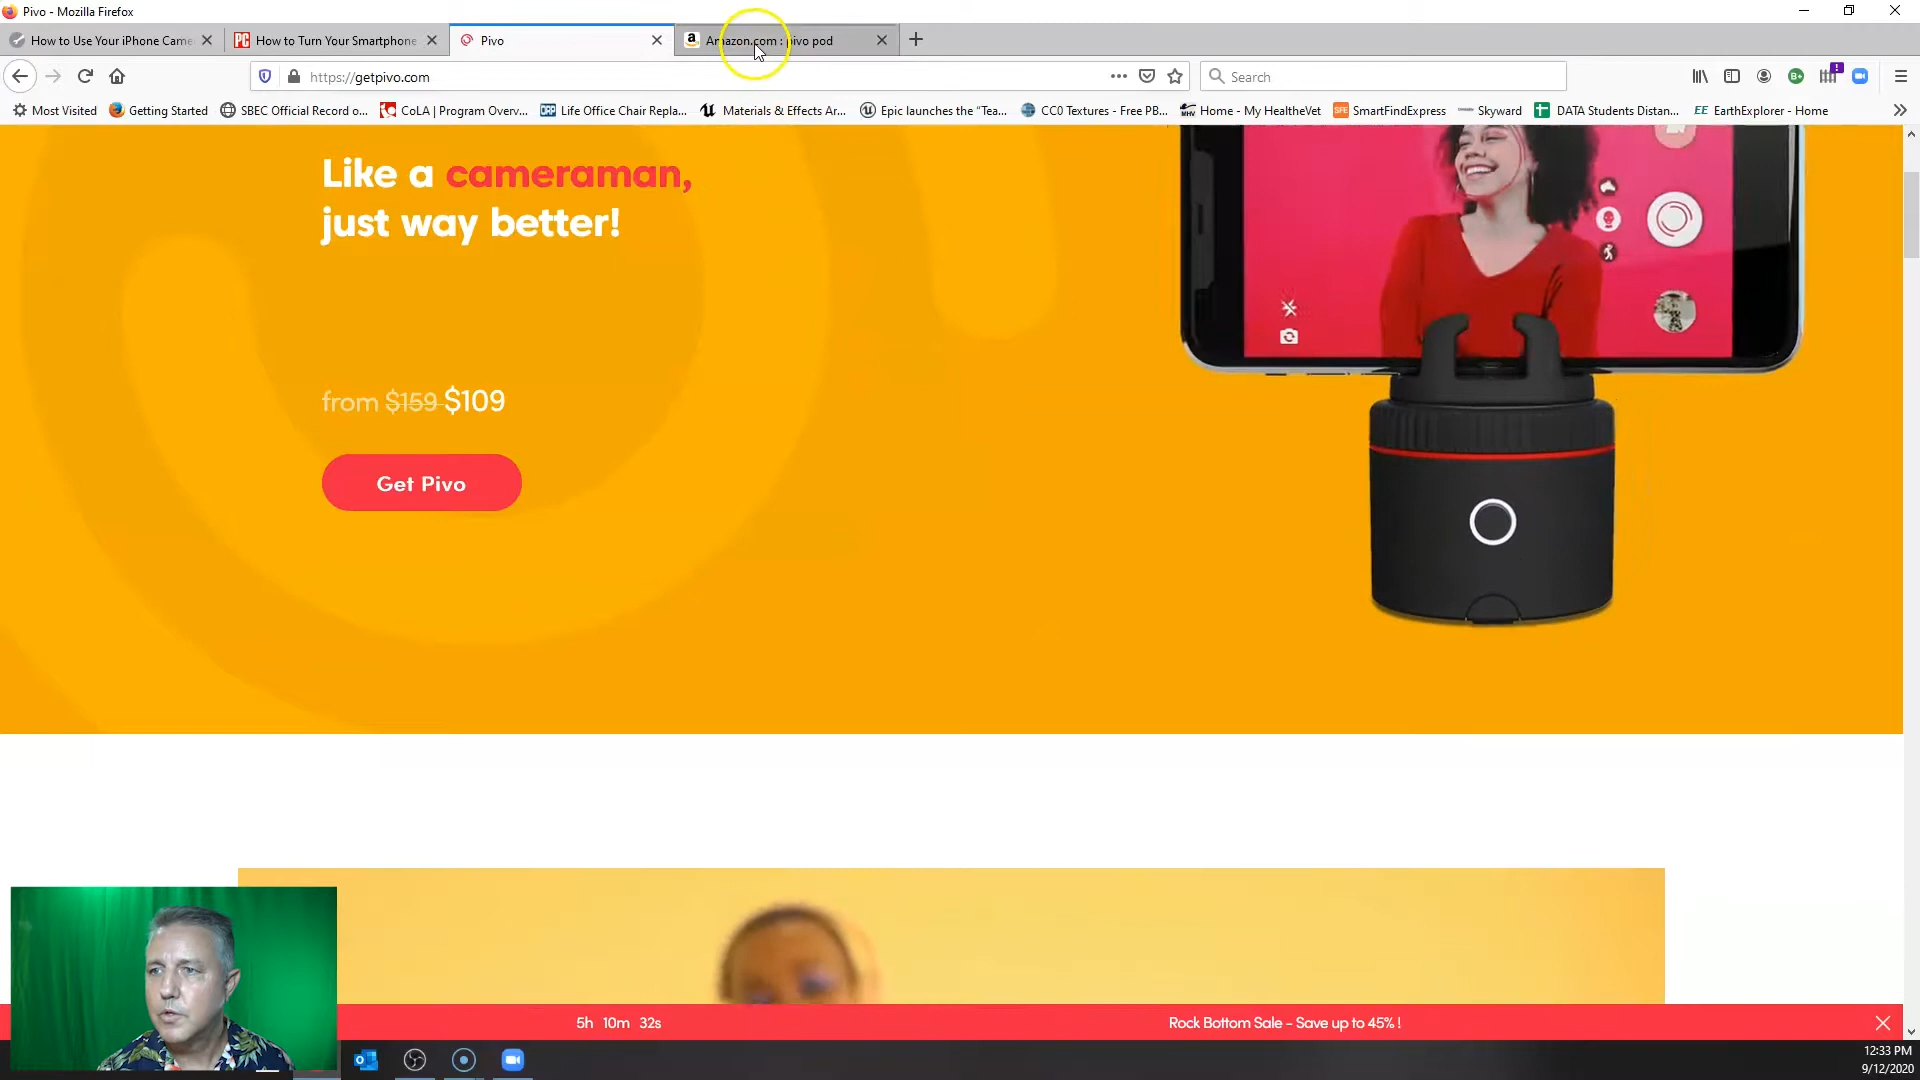 Pivo - Mozilla Firefox
How to Use Your iPhone Came
How to Turn Your Smartphone
Pivo
Amazon.com : pivo pod
https://getpivo.com
Search
Most Visited
Getting Started
SBEC Official Record o...
CoLA | Program Overv...
Life Office Chair Repla...
Materials & Effects Ar...
Epic launches the “Tea...
CC0 Textures - Free PB...
Home - My HealtheVet
SmartFindExpress
Skyward
DATA Students Distan...
EarthExplorer - Home
Like a cameraman,
just way better!
from $159 $109
Get Pivo
5h 10m 32s
Rock Bottom Sale - Save up to 45% !
12:33 PM
9/12/2020